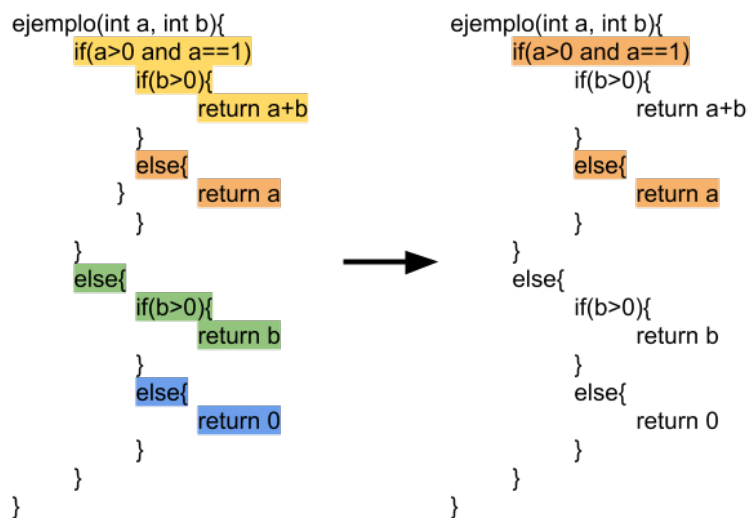 ejemplo(int a, int b){
if(a>0 and a==1)
if(b>0){
return a+b
}
else{
} return a
}
}
else{
if(b>0){
return b
}
else{
return 0
}
}
}
ejemplo(int a, int b){
if(a>0 and a==1)
if(b>0){
return a+b
}
else{
return a
}
}
else{
if(b>0){
return b
}
else{
return 0
}
}
}